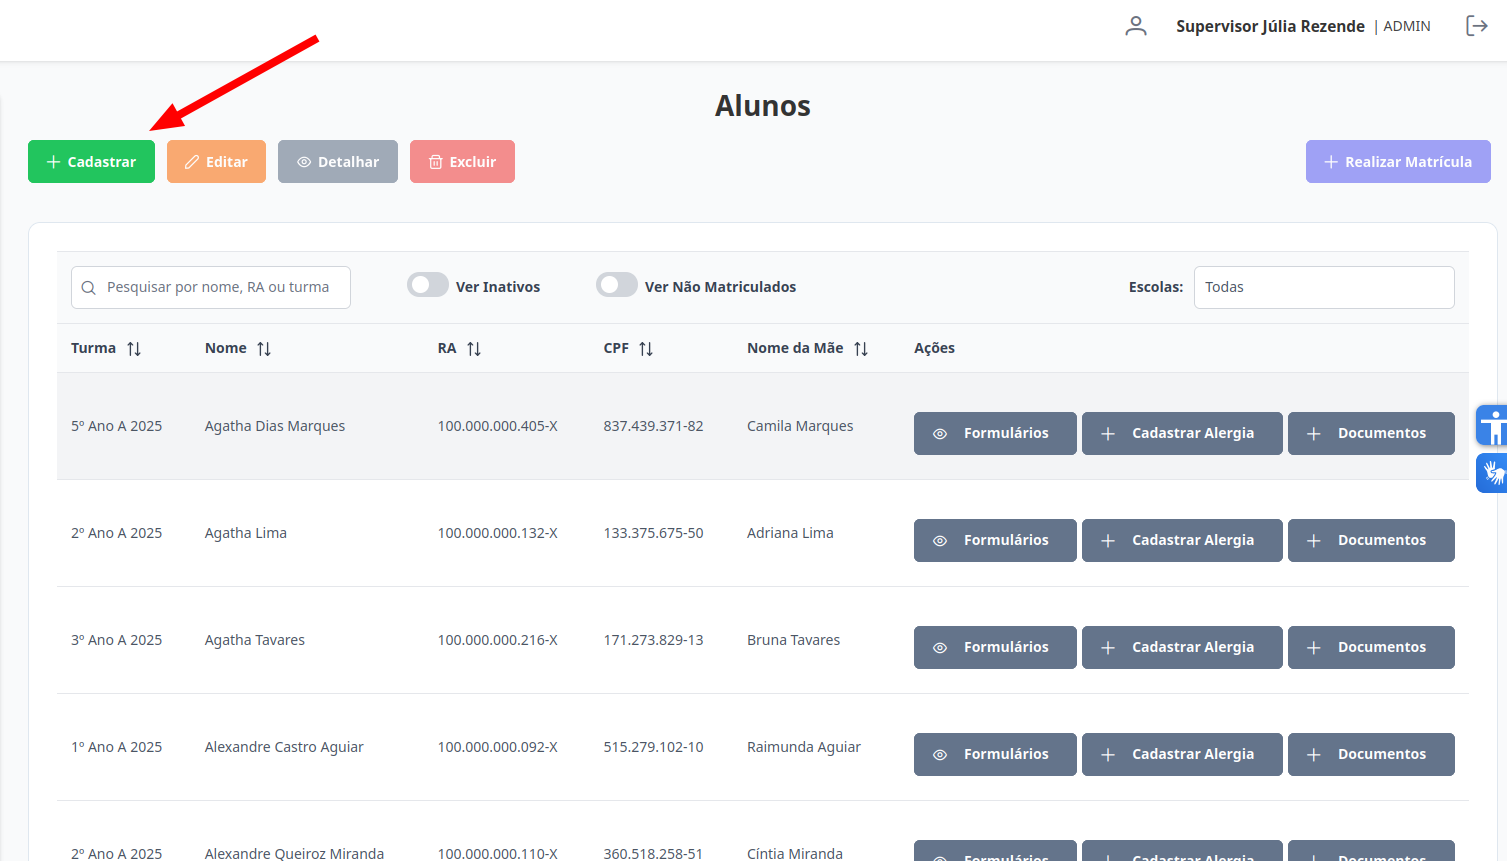 Supervisor Júlia Rezende | ADMIN
Alunos
Cadastrar Editar Detalhar Excluir Realizar Matrícula
Pesquisar por nome, RA ou turma Ver Inativos Ver Não Matriculados Escolas: Todas
Turma Nome RA CPF Nome da Mãe Ações
5º Ano A 2025 Agatha Dias Marques 100.000.000.405-X 837.439.371-82 Camila Marques Formulários Cadastrar Alergia Documentos
2º Ano A 2025 Agatha Lima 100.000.000.132-X 133.375.675-50 Adriana Lima Formulários Cadastrar Alergia Documentos
3º Ano A 2025 Agatha Tavares 100.000.000.216-X 171.273.829-13 Bruna Tavares Formulários Cadastrar Alergia Documentos
1º Ano A 2025 Alexandre Castro Aguiar 100.000.000.092-X 515.279.102-10 Raimunda Aguiar Formulários Cadastrar Alergia Documentos
2º Ano A 2025 Alexandre Queiroz Miranda 100.000.000.110-X 360.518.258-51 Cíntia Miranda Formulários Cadastrar Alergia Documentos